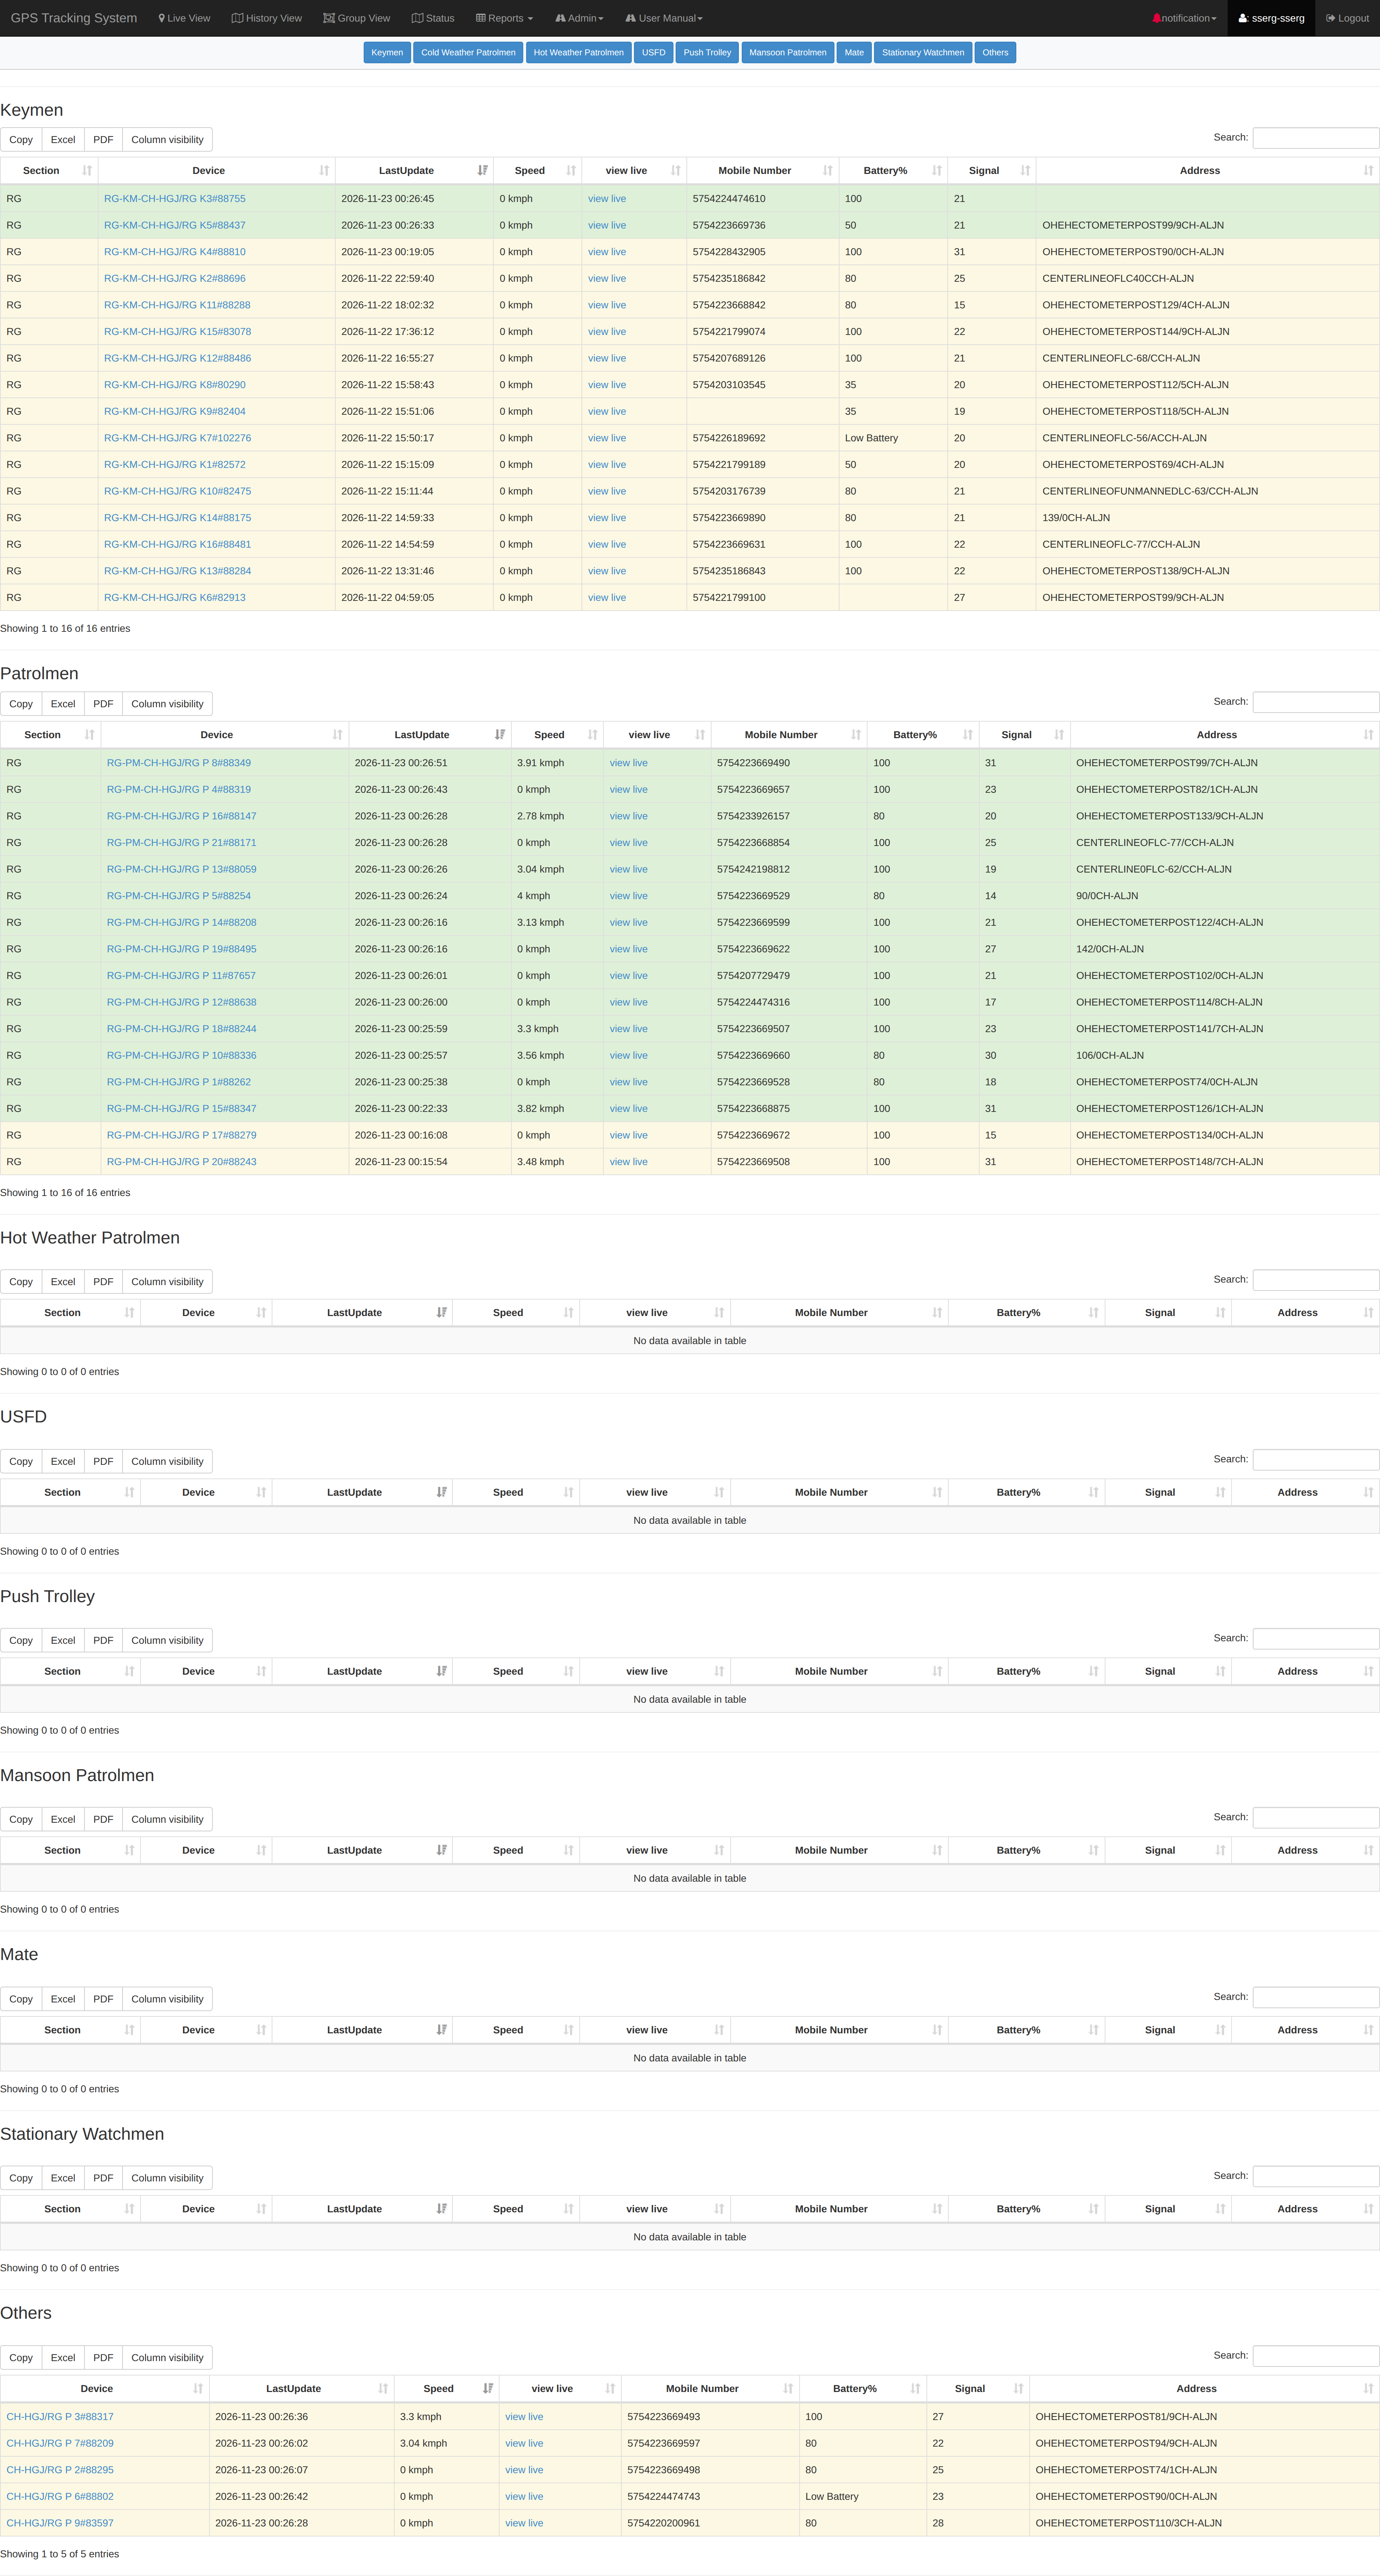 GPS Tracking System Live View History View Group View Status Reports Admin User Manual notification : sserg-sserg Logout
Keymen Cold Weather Patrolmen Hot Weather Patrolmen USFD Push Trolley Mansoon Patrolmen Mate Stationary Watchmen Others
Keymen
Copy Excel PDF Column visibility Search:
Section Device LastUpdate Speed view live Mobile Number Battery% Signal Address
RG RG-KM-CH-HGJ/RG K3#88755 2026-11-23 00:26:45 0 kmph view live 5754224474610 100 21
RG RG-KM-CH-HGJ/RG K5#88437 2026-11-23 00:26:33 0 kmph view live 5754223669736 50 21 OHEHECTOMETERPOST99/9CH-ALJN
RG RG-KM-CH-HGJ/RG K4#88810 2026-11-23 00:19:05 0 kmph view live 5754228432905 100 31 OHEHECTOMETERPOST90/0CH-ALJN
RG RG-KM-CH-HGJ/RG K2#88696 2026-11-22 22:59:40 0 kmph view live 5754235186842 80 25 CENTERLINEOFLC40CCH-ALJN
RG RG-KM-CH-HGJ/RG K11#88288 2026-11-22 18:02:32 0 kmph view live 5754223668842 80 15 OHEHECTOMETERPOST129/4CH-ALJN
RG RG-KM-CH-HGJ/RG K15#83078 2026-11-22 17:36:12 0 kmph view live 5754221799074 100 22 OHEHECTOMETERPOST144/9CH-ALJN
RG RG-KM-CH-HGJ/RG K12#88486 2026-11-22 16:55:27 0 kmph view live 5754207689126 100 21 CENTERLINEOFLC-68/CCH-ALJN
RG RG-KM-CH-HGJ/RG K8#80290 2026-11-22 15:58:43 0 kmph view live 5754203103545 35 20 OHEHECTOMETERPOST112/5CH-ALJN
RG RG-KM-CH-HGJ/RG K9#82404 2026-11-22 15:51:06 0 kmph view live 35 19 OHEHECTOMETERPOST118/5CH-ALJN
RG RG-KM-CH-HGJ/RG K7#102276 2026-11-22 15:50:17 0 kmph view live 5754226189692 Low Battery 20 CENTERLINEOFLC-56/ACCH-ALJN
RG RG-KM-CH-HGJ/RG K1#82572 2026-11-22 15:15:09 0 kmph view live 5754221799189 50 20 OHEHECTOMETERPOST69/4CH-ALJN
RG RG-KM-CH-HGJ/RG K10#82475 2026-11-22 15:11:44 0 kmph view live 5754203176739 80 21 CENTERLINEOFUNMANNEDLC-63/CCH-ALJN
RG RG-KM-CH-HGJ/RG K14#88175 2026-11-22 14:59:33 0 kmph view live 5754223669890 80 21 139/0CH-ALJN
RG RG-KM-CH-HGJ/RG K16#88481 2026-11-22 14:54:59 0 kmph view live 5754223669631 100 22 CENTERLINEOFLC-77/CCH-ALJN
RG RG-KM-CH-HGJ/RG K13#88284 2026-11-22 13:31:46 0 kmph view live 5754235186843 100 22 OHEHECTOMETERPOST138/9CH-ALJN
RG RG-KM-CH-HGJ/RG K6#82913 2026-11-22 04:59:05 0 kmph view live 5754221799100 27 OHEHECTOMETERPOST99/9CH-ALJN
Showing 1 to 16 of 16 entries
Patrolmen
Copy Excel PDF Column visibility Search:
Section Device LastUpdate Speed view live Mobile Number Battery% Signal Address
RG RG-PM-CH-HGJ/RG P 8#88349 2026-11-23 00:26:51 3.91 kmph view live 5754223669490 100 31 OHEHECTOMETERPOST99/7CH-ALJN
RG RG-PM-CH-HGJ/RG P 4#88319 2026-11-23 00:26:43 0 kmph view live 5754223669657 100 23 OHEHECTOMETERPOST82/1CH-ALJN
RG RG-PM-CH-HGJ/RG P 16#88147 2026-11-23 00:26:28 2.78 kmph view live 5754233926157 80 20 OHEHECTOMETERPOST133/9CH-ALJN
RG RG-PM-CH-HGJ/RG P 21#88171 2026-11-23 00:26:28 0 kmph view live 5754223668854 100 25 CENTERLINEOFLC-77/CCH-ALJN
RG RG-PM-CH-HGJ/RG P 13#88059 2026-11-23 00:26:26 3.04 kmph view live 5754242198812 100 19 CENTERLINE0FLC-62/CCH-ALJN
RG RG-PM-CH-HGJ/RG P 5#88254 2026-11-23 00:26:24 4 kmph view live 5754223669529 80 14 90/0CH-ALJN
RG RG-PM-CH-HGJ/RG P 14#88208 2026-11-23 00:26:16 3.13 kmph view live 5754223669599 100 21 OHEHECTOMETERPOST122/4CH-ALJN
RG RG-PM-CH-HGJ/RG P 19#88495 2026-11-23 00:26:16 0 kmph view live 5754223669622 100 27 142/0CH-ALJN
RG RG-PM-CH-HGJ/RG P 11#87657 2026-11-23 00:26:01 0 kmph view live 5754207729479 100 21 OHEHECTOMETERPOST102/0CH-ALJN
RG RG-PM-CH-HGJ/RG P 12#88638 2026-11-23 00:26:00 0 kmph view live 5754224474316 100 17 OHEHECTOMETERPOST114/8CH-ALJN
RG RG-PM-CH-HGJ/RG P 18#88244 2026-11-23 00:25:59 3.3 kmph view live 5754223669507 100 23 OHEHECTOMETERPOST141/7CH-ALJN
RG RG-PM-CH-HGJ/RG P 10#88336 2026-11-23 00:25:57 3.56 kmph view live 5754223669660 80 30 106/0CH-ALJN
RG RG-PM-CH-HGJ/RG P 1#88262 2026-11-23 00:25:38 0 kmph view live 5754223669528 80 18 OHEHECTOMETERPOST74/0CH-ALJN
RG RG-PM-CH-HGJ/RG P 15#88347 2026-11-23 00:22:33 3.82 kmph view live 5754223668875 100 31 OHEHECTOMETERPOST126/1CH-ALJN
RG RG-PM-CH-HGJ/RG P 17#88279 2026-11-23 00:16:08 0 kmph view live 5754223669672 100 15 OHEHECTOMETERPOST134/0CH-ALJN
RG RG-PM-CH-HGJ/RG P 20#88243 2026-11-23 00:15:54 3.48 kmph view live 5754223669508 100 31 OHEHECTOMETERPOST148/7CH-ALJN
Showing 1 to 16 of 16 entries
Hot Weather Patrolmen
Copy Excel PDF Column visibility Search:
Section Device LastUpdate Speed view live Mobile Number Battery% Signal Address
No data available in table
Showing 0 to 0 of 0 entries
USFD
Copy Excel PDF Column visibility Search:
Section Device LastUpdate Speed view live Mobile Number Battery% Signal Address
No data available in table
Showing 0 to 0 of 0 entries
Push Trolley
Copy Excel PDF Column visibility Search:
Section Device LastUpdate Speed view live Mobile Number Battery% Signal Address
No data available in table
Showing 0 to 0 of 0 entries
Mansoon Patrolmen
Copy Excel PDF Column visibility Search:
Section Device LastUpdate Speed view live Mobile Number Battery% Signal Address
No data available in table
Showing 0 to 0 of 0 entries
Mate
Copy Excel PDF Column visibility Search:
Section Device LastUpdate Speed view live Mobile Number Battery% Signal Address
No data available in table
Showing 0 to 0 of 0 entries
Stationary Watchmen
Copy Excel PDF Column visibility Search:
Section Device LastUpdate Speed view live Mobile Number Battery% Signal Address
No data available in table
Showing 0 to 0 of 0 entries
Others
Copy Excel PDF Column visibility Search:
Device LastUpdate Speed view live Mobile Number Battery% Signal Address
CH-HGJ/RG P 3#88317 2026-11-23 00:26:36 3.3 kmph view live 5754223669493 100 27 OHEHECTOMETERPOST81/9CH-ALJN
CH-HGJ/RG P 7#88209 2026-11-23 00:26:02 3.04 kmph view live 5754223669597 80 22 OHEHECTOMETERPOST94/9CH-ALJN
CH-HGJ/RG P 2#88295 2026-11-23 00:26:07 0 kmph view live 5754223669498 80 25 OHEHECTOMETERPOST74/1CH-ALJN
CH-HGJ/RG P 6#88802 2026-11-23 00:26:42 0 kmph view live 5754224474743 Low Battery 23 OHEHECTOMETERPOST90/0CH-ALJN
CH-HGJ/RG P 9#83597 2026-11-23 00:26:28 0 kmph view live 5754220200961 80 28 OHEHECTOMETERPOST110/3CH-ALJN
Showing 1 to 5 of 5 entries